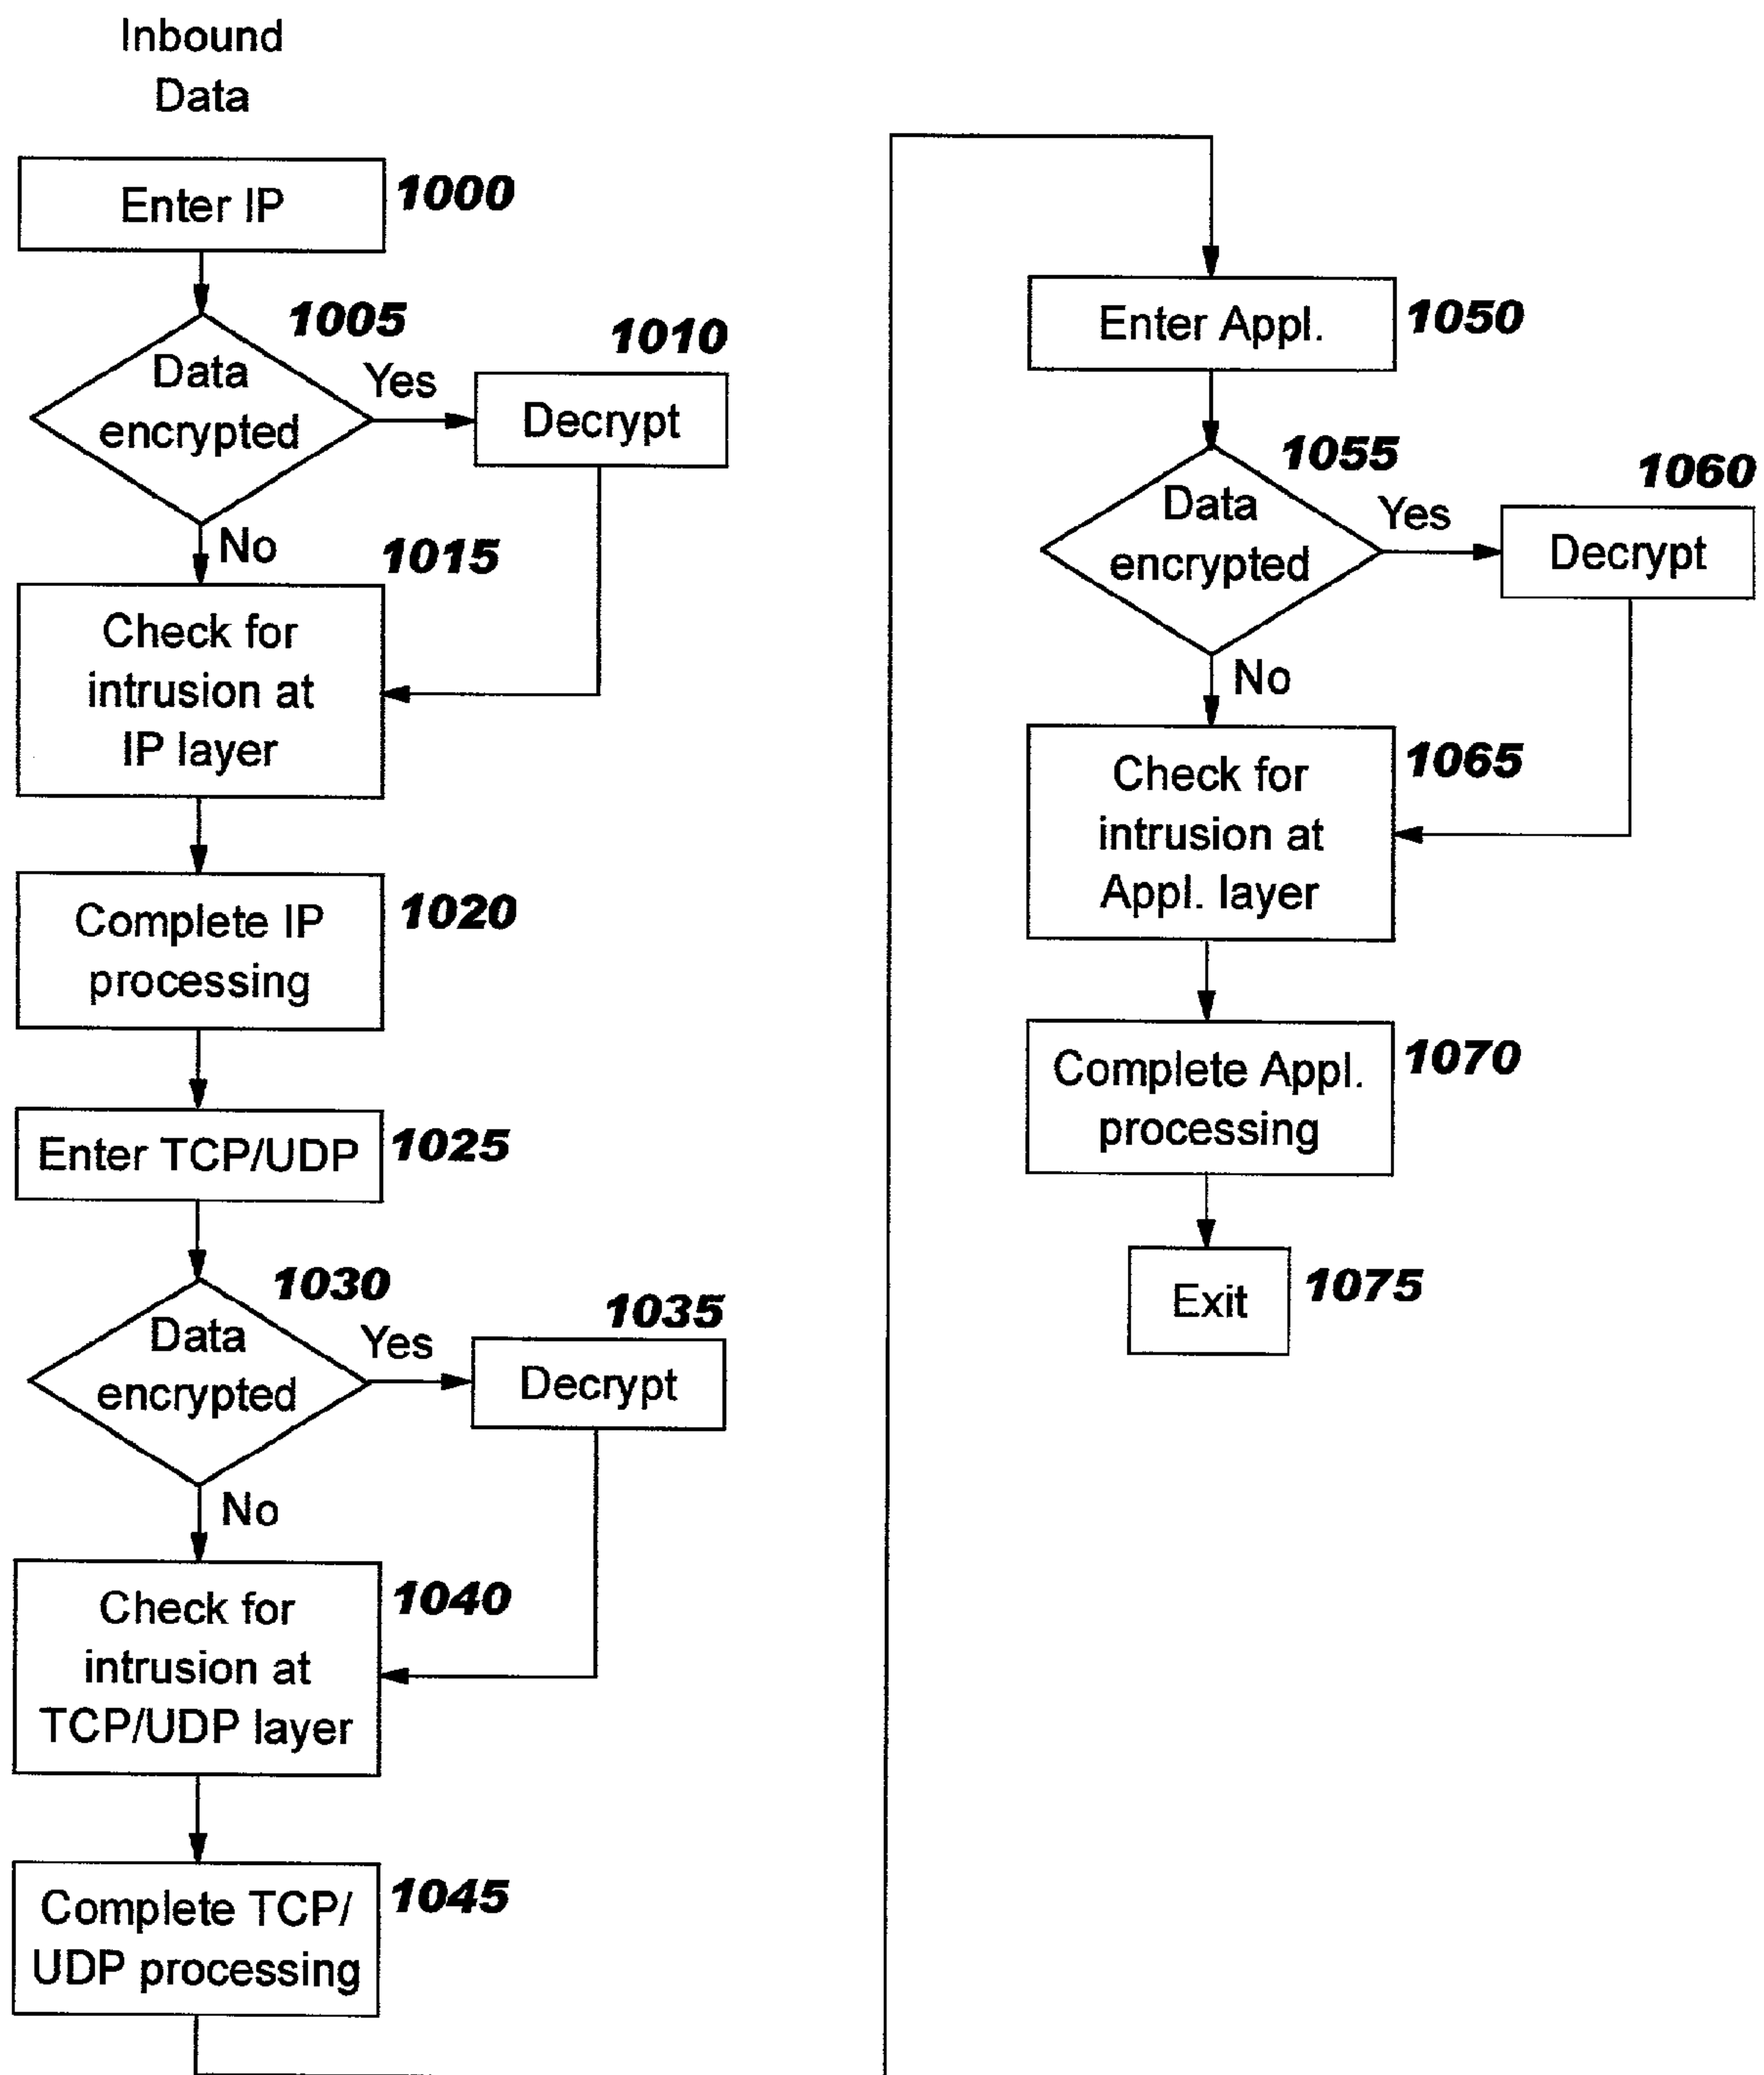 Inbound
Data
Enter IP
1000
1005
Data
encrypted
Yes
1010
Decrypt
No
1015
Check for
intrusion at
IP layer
Complete IP
processing
1020
Enter TCP/UDP
1025
1030
Data
encrypted
Yes
1035
Decrypt
No
Check for
intrusion at
TCP/UDP layer
1040
Complete TCP/
UDP processing
1045
Enter Appl.
1050
1055
Data
encrypted
Yes
1060
Decrypt
No
Check for
intrusion at
Appl. layer
1065
Complete Appl.
processing
1070
Exit
1075